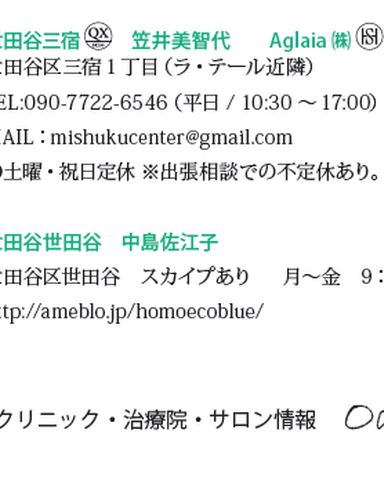 世田谷三宿 QX 笠井美智代 Aglaia ㈱ HS
世田谷区三宿1丁目（ラ・テール近隣）
TEL:090-7722-6546（平日 / 10:30 〜 17:00）
MAIL：mishukucenter@gmail.com
土曜・祝日定休 ※出張相談での不定休あり。
世田谷世田谷 中島佐江子
世田谷区世田谷 スカイプあり 月〜金 9：
http://ameblo.jp/homoecoblue/
クリニック・治療院・サロン情報